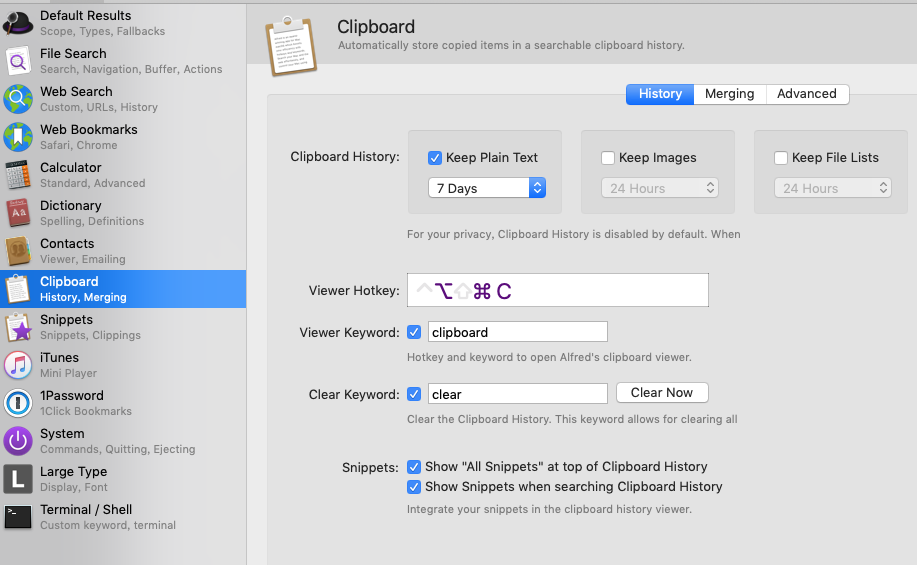 Default Results
Scope, Types, Fallbacks
File Search
Search, Navigation, Buffer, Actions
Web Search
Custom, URLs, History
Web Bookmarks
Safari, Chrome
Calculator
Standard, Advanced
Aa
Dictionary
Spelling, Definitions
Contacts
Viewer, Emailing
Clipboard
History, Merging
Snippets
Snippets, Clippings
iTunes
Mini Player
1Password
1Click Bookmarks
System
Commands, Quitting, Ejecting
L
Large Type
Display, Font
Terminal / Shell
Custom keyword, terminal
Clipboard
Automatically store copied items in a searchable clipboard history.
History Merging Advanced
Clipboard History: Keep Plain Text Keep Images Keep File Lists
7 Days 24 Hours 24 Hours
For your privacy, Clipboard History is disabled by default. When
Viewer Hotkey: ⌃⌥⇧⌘ C
Viewer Keyword: clipboard
Hotkey and keyword to open Alfred's clipboard viewer.
Clear Keyword: clear Clear Now
Clear the Clipboard History. This keyword allows for clearing all
Snippets: Show "All Snippets" at top of Clipboard History
Show Snippets when searching Clipboard History
Integrate your snippets in the clipboard history viewer.